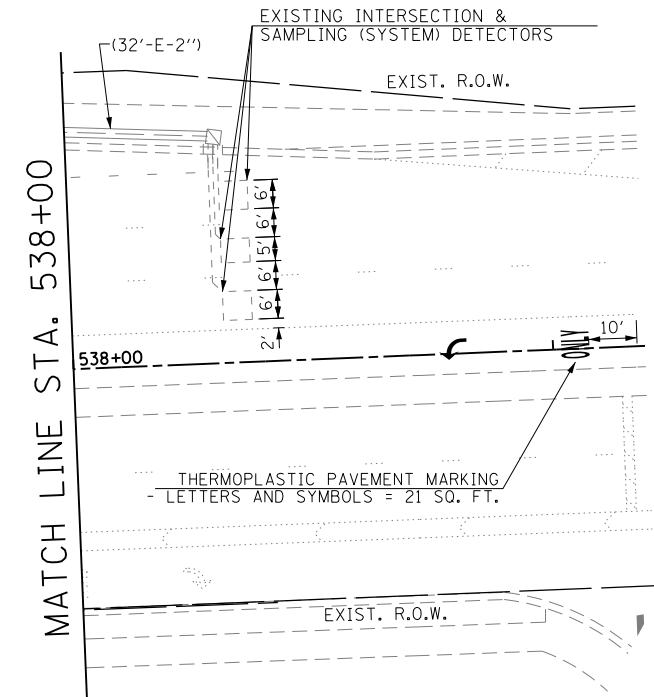 EXISTING INTERSECTION &
SAMPLING (SYSTEM) DETECTORS
(32'-E-2'')
EXIST. R.O.W.
6'
6'
5'
6'
6'
2'
MATCH LINE STA. 538+00
538+00
ONLY
10'
THERMOPLASTIC PAVEMENT MARKING
- LETTERS AND SYMBOLS = 21 SQ. FT.
EXIST. R.O.W.